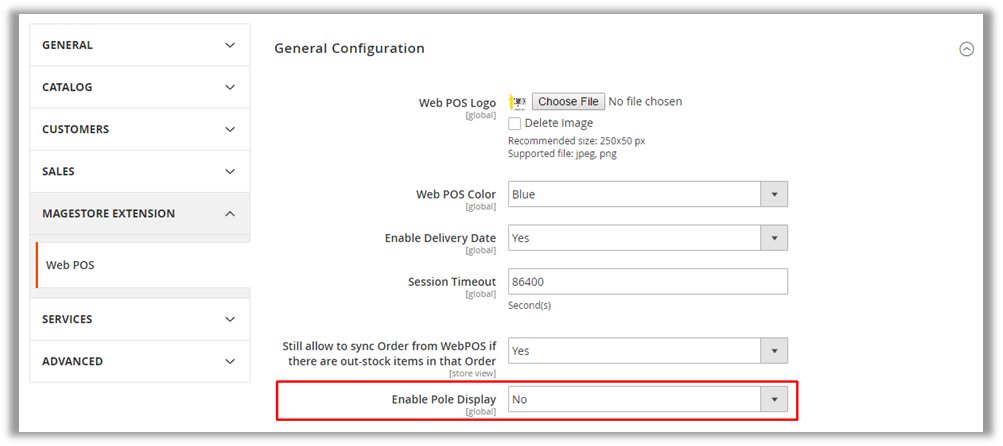 GENERAL
CATALOG
CUSTOMERS
SALES
MAGESTORE EXTENSION
Web POS
SERVICES
ADVANCED
General Configuration
Web POS Logo
[global]
Choose File No file chosen
Delete Image
Recommended size: 250x50 px
Supported file: jpeg, png
Web POS Color
[global]
Blue
Enable Delivery Date
[global]
Yes
Session Timeout
[global]
86400
Second(s)
Still allow to sync Order from WebPOS if
there are out-stock items in that Order
[store view]
Yes
Enable Pole Display
[global]
No